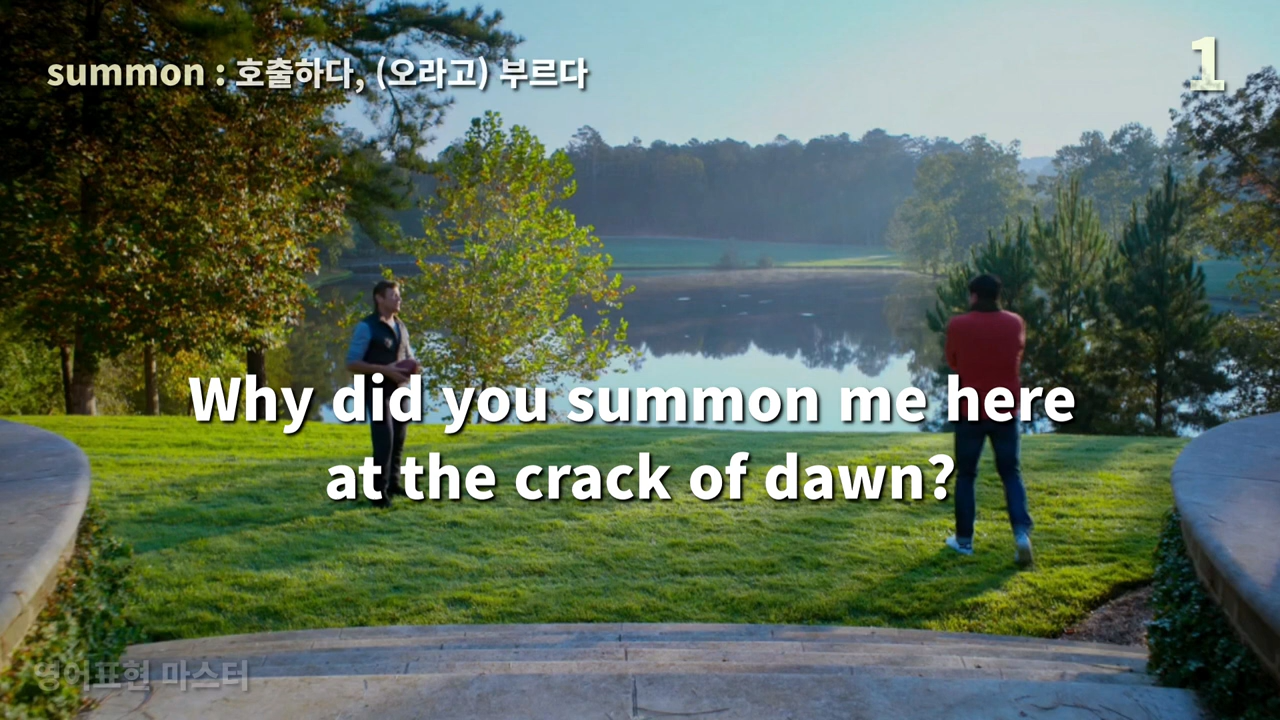 summon : 호출하다, (오라고) 부르다
1
Why did you summon me here
at the crack of dawn?
영어표현 마스터